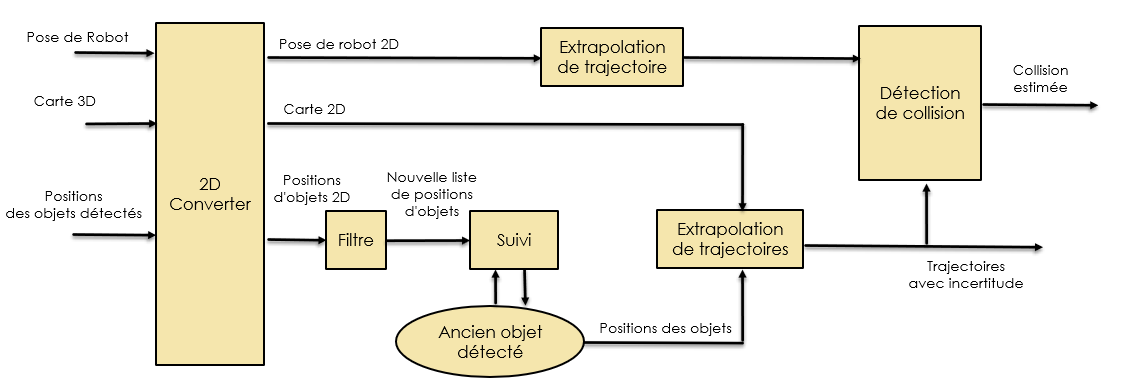 Pose de Robot
Carte 3D
Positions
des objets détectés
2D
Converter
Pose de robot 2D
Carte 2D
Positions
d'objets 2D
Filtre
Nouvelle liste
de positions
d'objets
Suivi
Ancien objet
détecté
Positions des objets
Extrapolation
de trajectoire
Extrapolation
de trajectoires
Détection
de collision
Collision
estimée
Trajectoires
avec incertitude